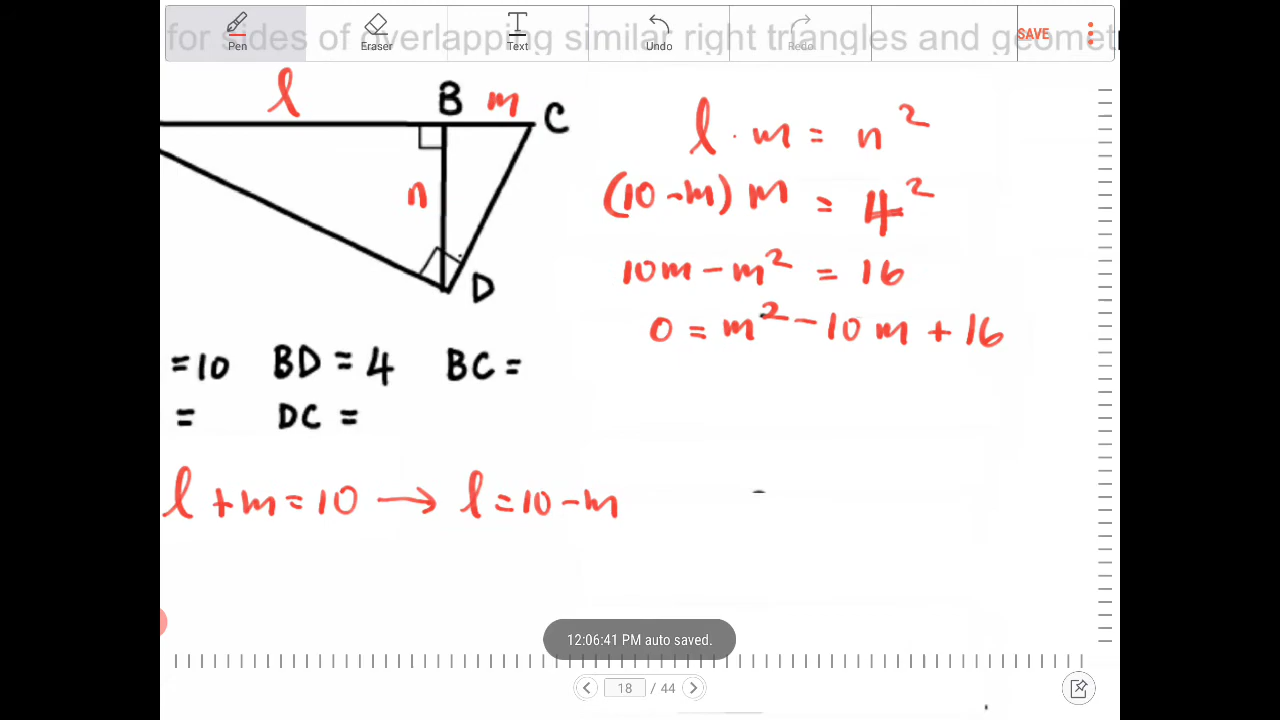 for sides of overlapping similar right triangles and geomet
Pen Eraser Text Undo Redo SAVE
l B m C
n
D
l · m = n²
(10-m) m = 4²
10m - m² = 16
0 = m² - 10m + 16
=10 BD = 4 BC =
= DC =
l + m = 10 → l = 10 - m
12:06:41 PM auto saved.
18 / 44